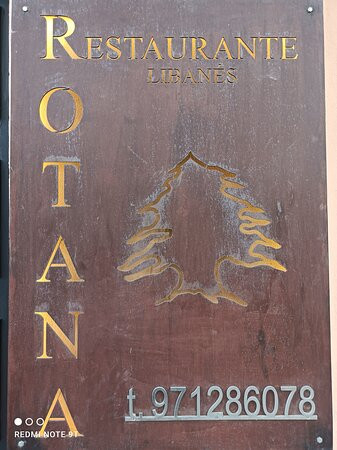 RESTAURANTE
LIBANÉS
ROTANA
t. 971286078
REDMI NOTE 9T